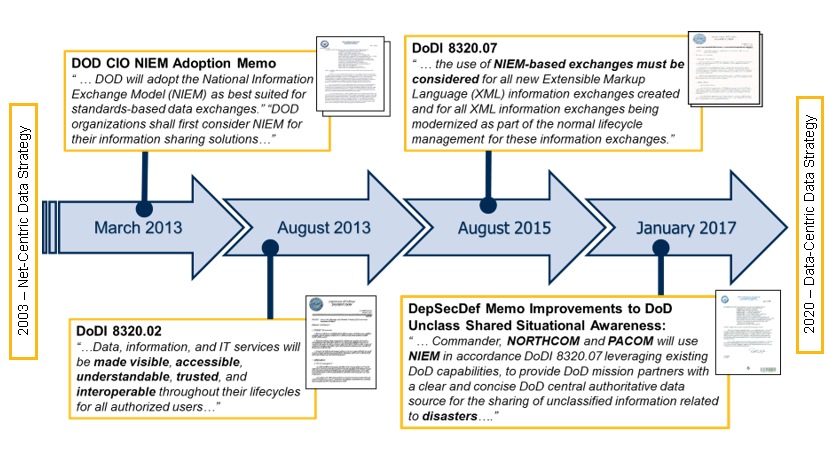 DOD CIO NIEM Adoption Memo
“ … DOD will adopt the National Information
Exchange Model (NIEM) as best suited for
standards-based data exchanges.” “DOD
organizations shall first consider NIEM for
their information sharing solutions…”
DoDI 8320.07
“ … the use of NIEM-based exchanges must be
considered for all new Extensible Markup
Language (XML) information exchanges created
and for all XML information exchanges being
modernized as part of the normal lifecycle
management for these information exchanges.”
2003 – Net-Centric Data Strategy
March 2013
August 2013
August 2015
January 2017
2020 – Data-Centric Data Strategy
DoDI 8320.02
“…Data, information, and IT services will
be made visible, accessible,
understandable, trusted, and
interoperable throughout their lifecycles
for all authorized users…”
DepSecDef Memo Improvements to DoD
Unclass Shared Situational Awareness:
“ … Commander, NORTHCOM and PACOM will use
NIEM in accordance DoDI 8320.07 leveraging existing
DoD capabilities, to provide DoD mission partners with
a clear and concise DoD central authoritative data
source for the sharing of unclassified information related
to disasters….”